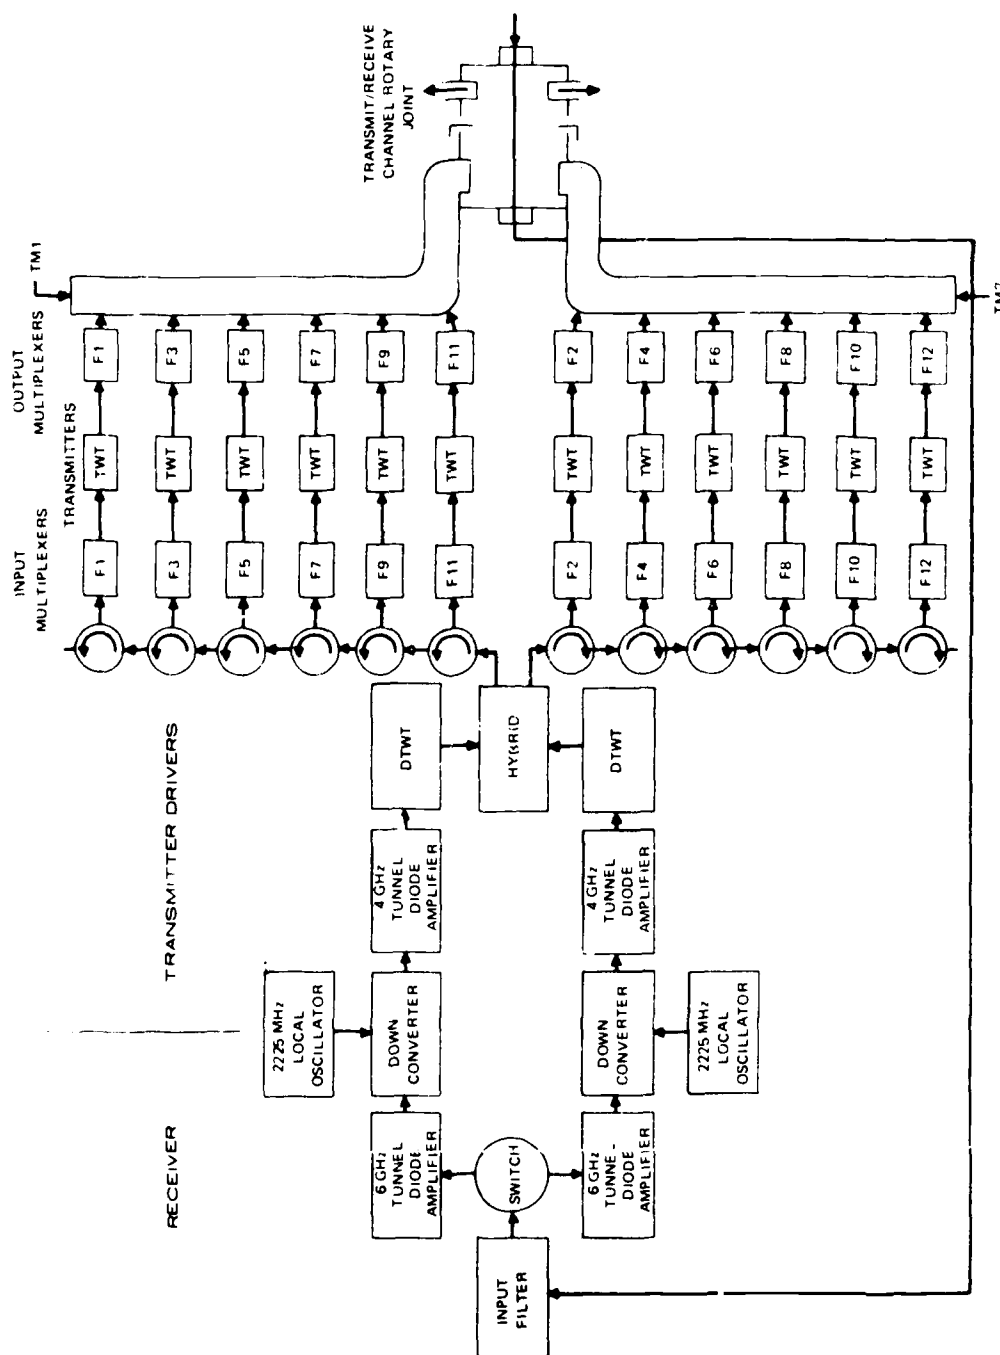 TRANSMIT/RECEIVE
CHANNEL ROTARY
JOINT
OUTPUT
MULTIPLEXERS
TM1
TRANSMITTERS
INPUT
MULTIPLEXERS
F1
TWT
F1
F3
TWT
F3
F5
TWT
F5
F7
TWT
F7
F9
TWT
F9
F11
TWT
F11
F2
TWT
F2
F4
TWT
F4
F6
TWT
F6
F8
TWT
F8
F10
TWT
F10
F12
TWT
F12
TRANSMITTER DRIVERS
DTWT
HYBRID
DTWT
4 GHz
TUNNEL
DIODE
AMPLIFIER
4 GHz
TUNNEL
DIODE
AMPLIFIER
2225 MHz
LOCAL
OSCILLATOR
DOWN
CONVERTER
DOWN
CONVERTER
2225 MHz
LOCAL
OSCILLATOR
RECEIVER
6 GHz
TUNNEL
DIODE
AMPLIFIER
SWITCH
6 GHz
TUNNE-
DIODE
AMPLIFIER
INPUT
FILTER